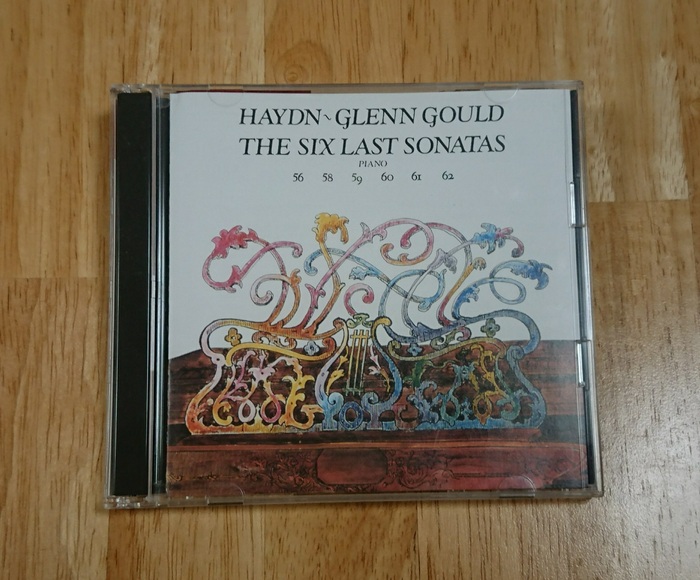 HAYDN~GLENN GOULD
THE SIX LAST SONATAS
PIANO
56 58 59 60 61 62